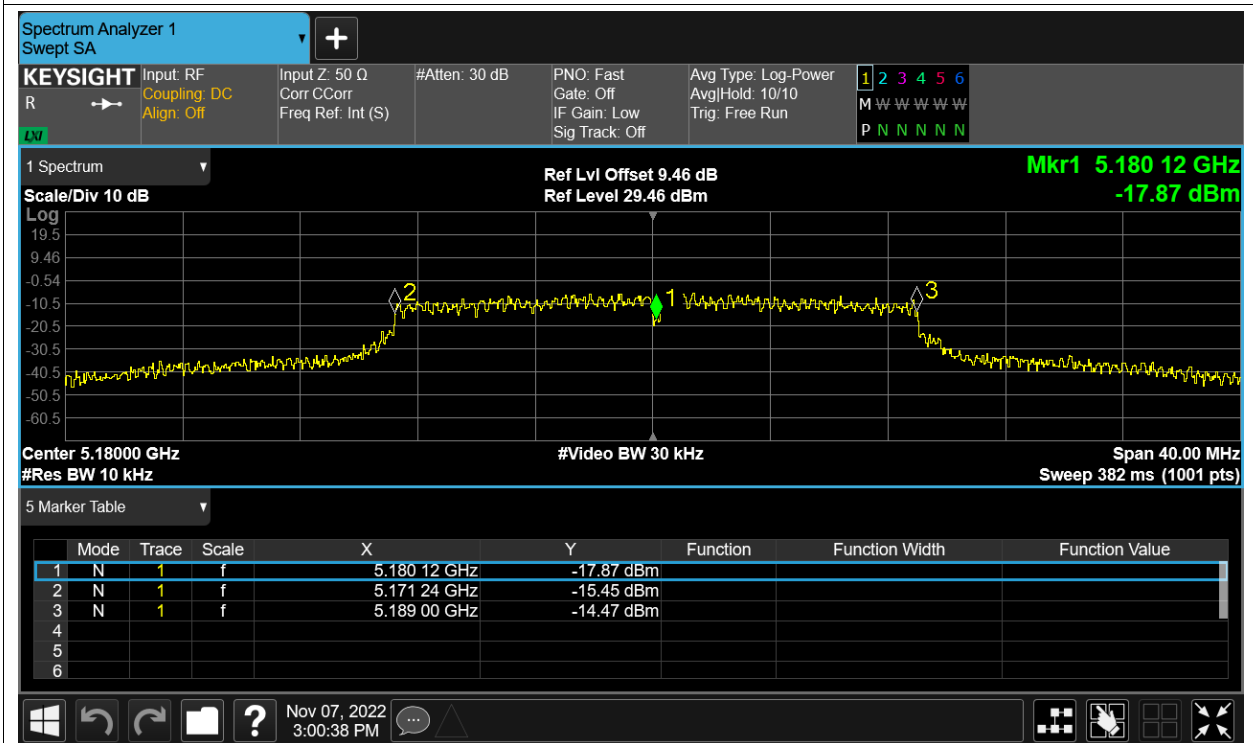 Spectrum Analyzer 1
Swept SA
KEYSIGHT
R
LXI
Input: RF
Coupling: DC
Align: Off
Input Z: 50 Ω
Corr CCorr
Freq Ref: Int (S)
#Atten: 30 dB
PNO: Fast
Gate: Off
IF Gain: Low
Sig Track: Off
Avg Type: Log-Power
Avg|Hold: 10/10
Trig: Free Run
1 2 3 4 5 6
M W W W W W
P N N N N N
1 Spectrum
Scale/Div 10 dB
Ref Lvl Offset 9.46 dB
Ref Level 29.46 dBm
Mkr1 5.180 12 GHz
-17.87 dBm
Log
19.5
9.46
-0.54
-10.5
-20.5
-30.5
-40.5
-50.5
-60.5
2
1
3
Center 5.18000 GHz
#Video BW 30 kHz
Span 40.00 MHz
#Res BW 10 kHz
Sweep 382 ms (1001 pts)
5 Marker Table
Mode Trace Scale X Y Function Function Width Function Value
1 N 1 f 5.180 12 GHz -17.87 dBm
2 N 1 f 5.171 24 GHz -15.45 dBm
3 N 1 f 5.189 00 GHz -14.47 dBm
4
5
6
?
Nov 07, 2022
3:00:38 PM